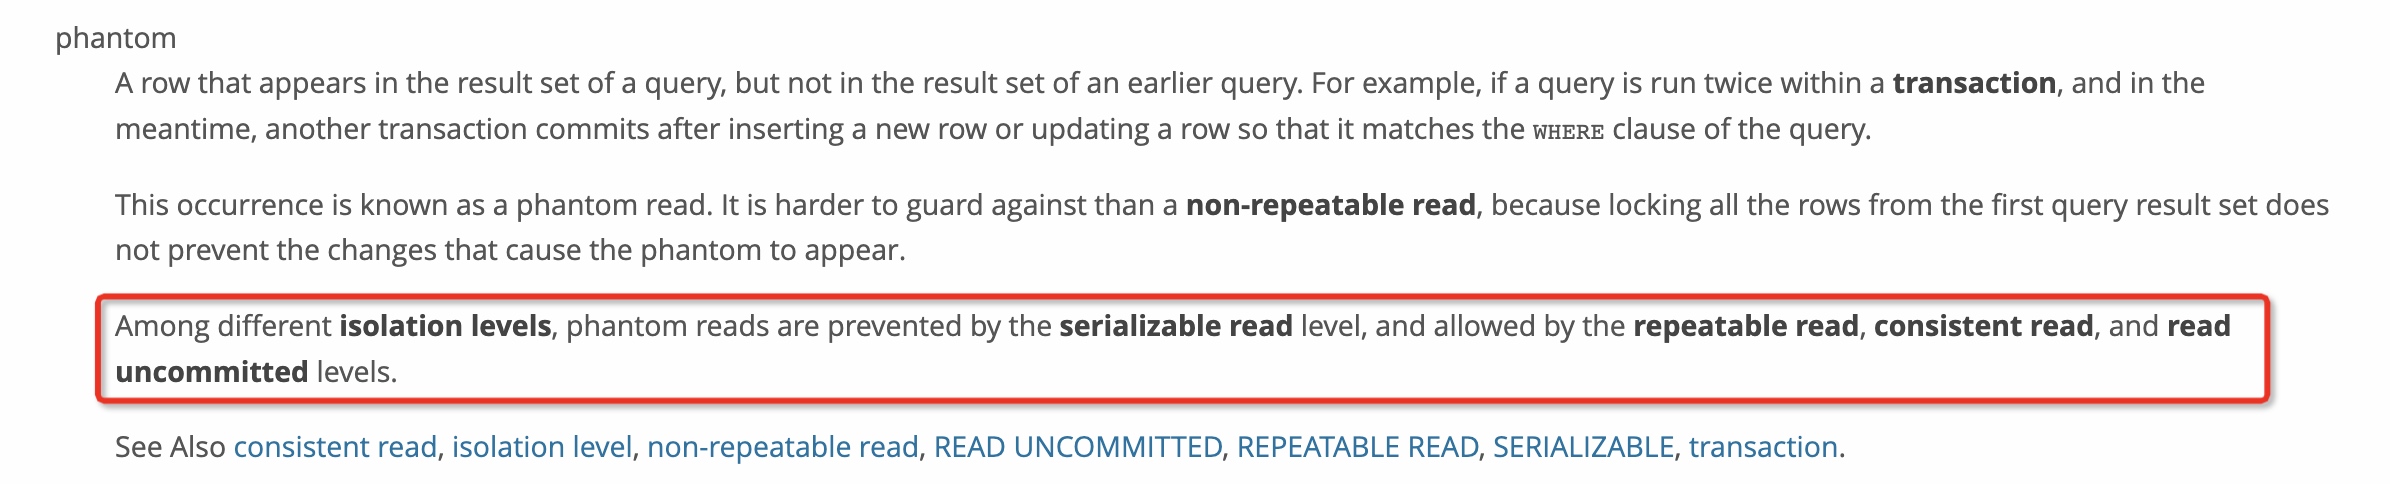 phantom
A row that appears in the result set of a query, but not in the result set of an earlier query. For example, if a query is run twice within a transaction, and in the
meantime, another transaction commits after inserting a new row or updating a row so that it matches the WHERE clause of the query.
This occurrence is known as a phantom read. It is harder to guard against than a non-repeatable read, because locking all the rows from the first query result set does
not prevent the changes that cause the phantom to appear.
Among different isolation levels, phantom reads are prevented by the serializable read level, and allowed by the repeatable read, consistent read, and read
uncommitted levels.
See Also consistent read, isolation level, non-repeatable read, READ UNCOMMITTED, REPEATABLE READ, SERIALIZABLE, transaction.